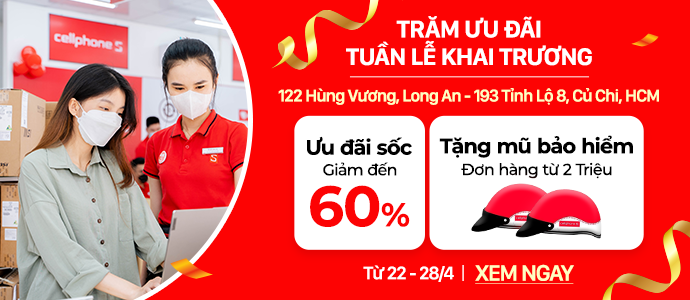 cellphone S
TRĂM ƯU ĐÃI
TUẦN LỄ KHAI TRƯƠNG
122 Hùng Vương, Long An - 193 Tỉnh Lộ 8, Củ Chi, HCM
Ưu đãi sốc
Giảm đến
60%
Tặng mũ bảo hiểm
Đơn hàng từ 2 Triệu
Từ 22 - 28/4 | XEM NGAY